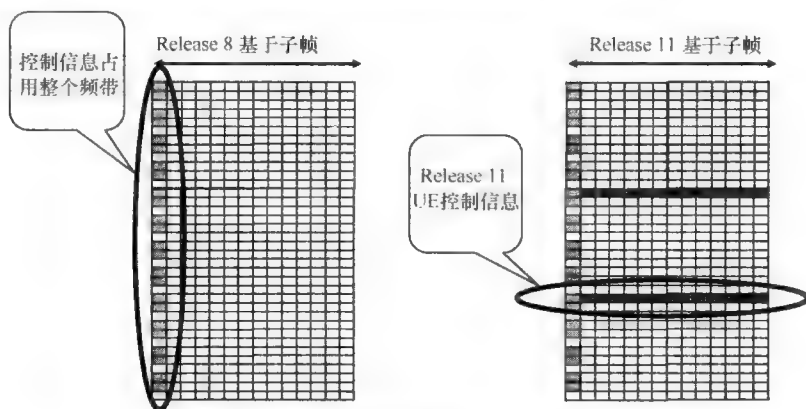 Release 8 基于子帧
控制信息占
用整个频带
Release 11 基于子帧
Release 11
UE控制信息